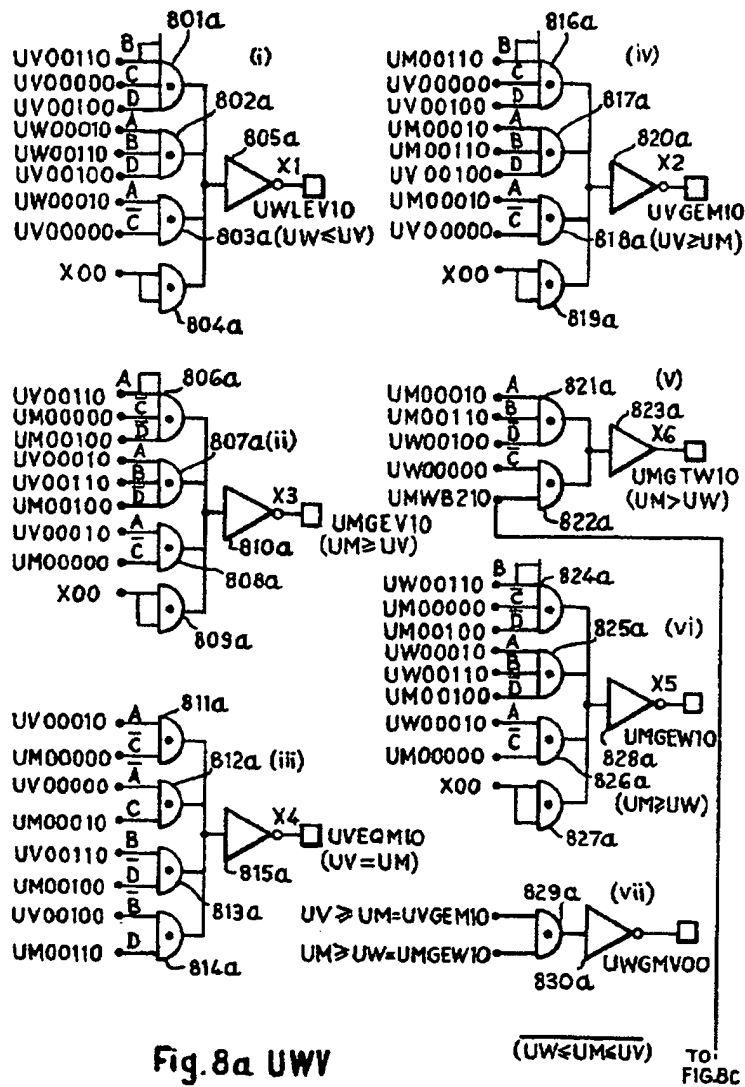 801a
(i)
UV00110 B
UV00000 C
UV00100 D
802a
UW00010 A
UW00110 B
UV00100 D
805a
X1
UWLEV10
UW00010 A
UV00000 C̅
803a (UW≤UV)
X00
804a
816a
(iv)
UM00110 B
UV00000 C
UV00100 D
817a
UM00010 A
UM00110 B
UV00100 D
820a
X2
UVGEM10
UM00010 A
UV00000 C̅
818a (UV≥UM)
X00
819a
806a
UV00110 A
UM00000 C̅
UM00100 D̅
807a (ii)
UV00010 A
UV00110 B
UM00100 D̅
X3
UMGEV10
(UM≥UV)
810a
UV00010 A
UM00000 C̅
808a
X00
809a
821a
(v)
UM00010 A
UM00110 B
UW00100 D̅
823a
X6
UMGTW10
(UM>UW)
UW00000 C̅
UMWB210
822a
824a
UW00110 B
UM00000 C̅
UM00100 D̅
825a (vi)
UW00010 A
UW00110 B
UM00100 D̅
X5
UMGEW10
828a
UW00010 A
UM00000 C̅
826a
(UM≥UW)
X00
827a
811a
UV00010 A
UM00000 C̅
812a (iii)
UV00000 A̅
UM00010 C
X4
UVEQM10
(UV=UM)
815a
UV00110 B
UM00100 D̅
813a
UV00100 B̅
UM00110 D
814a
829a
(vii)
UV≥UM=UVGEM10
UM≥UW=UMGEW10
830a
UWGMV00
(UW≤UM≤UV)
Fig.8a UWV
TO
FIG.8C